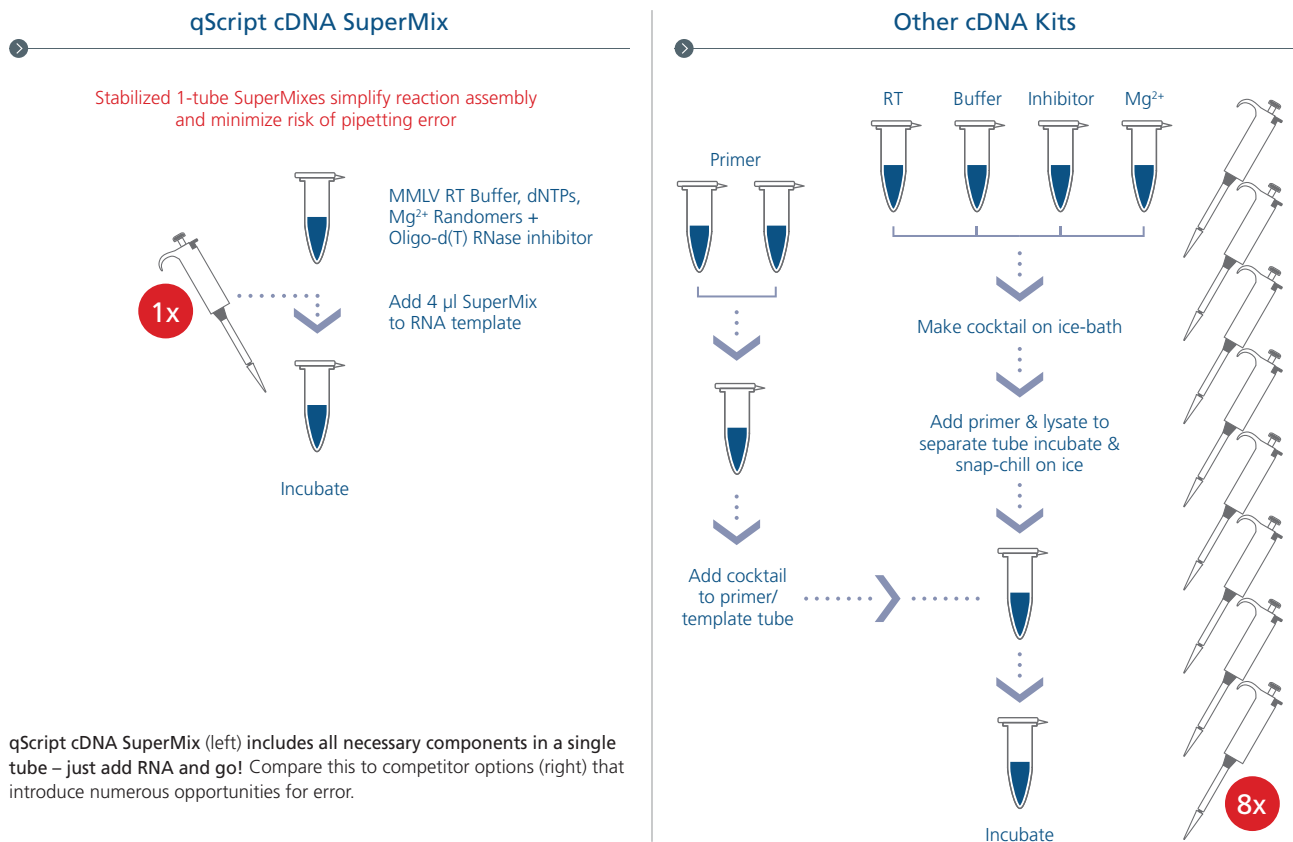 qScript cDNA SuperMix
Stabilized 1-tube SuperMixes simplify reaction assembly
and minimize risk of pipetting error
MMLV RT Buffer, dNTPs,
Mg²⁺ Randomers +
Oligo-d(T) RNase inhibitor
1x
Add 4 µl SuperMix
to RNA template
Incubate
qScript cDNA SuperMix (left) includes all necessary components in a single
tube – just add RNA and go! Compare this to competitor options (right) that
introduce numerous opportunities for error.
Other cDNA Kits
RT
Buffer
Inhibitor
Mg²⁺
Primer
Make cocktail on ice-bath
Add primer & lysate to
separate tube incubate &
snap-chill on ice
Add cocktail
to primer/
template tube
Incubate
8x